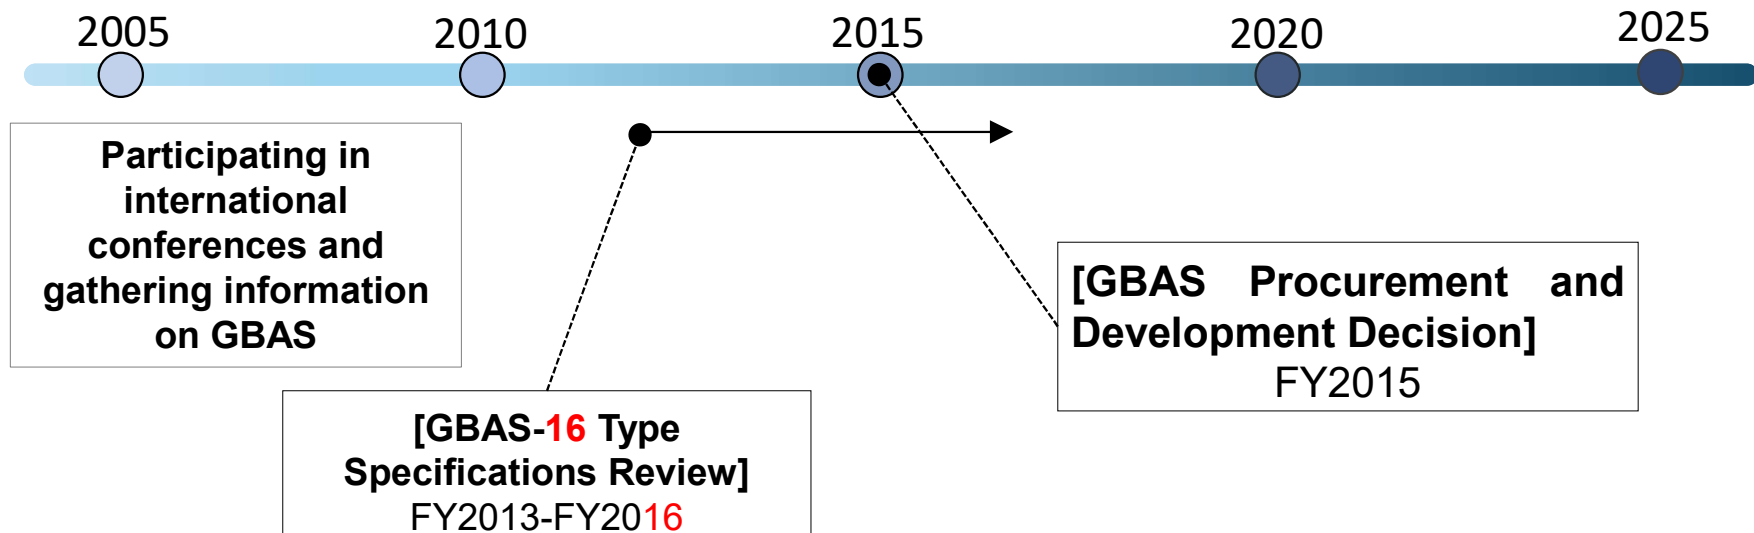 2005
2010
2015
2020
2025
Participating in
international
conferences and
gathering information
on GBAS
[GBAS Procurement and
Development Decision]
FY2015
[GBAS-16 Type
Specifications Review]
FY2013-FY2016